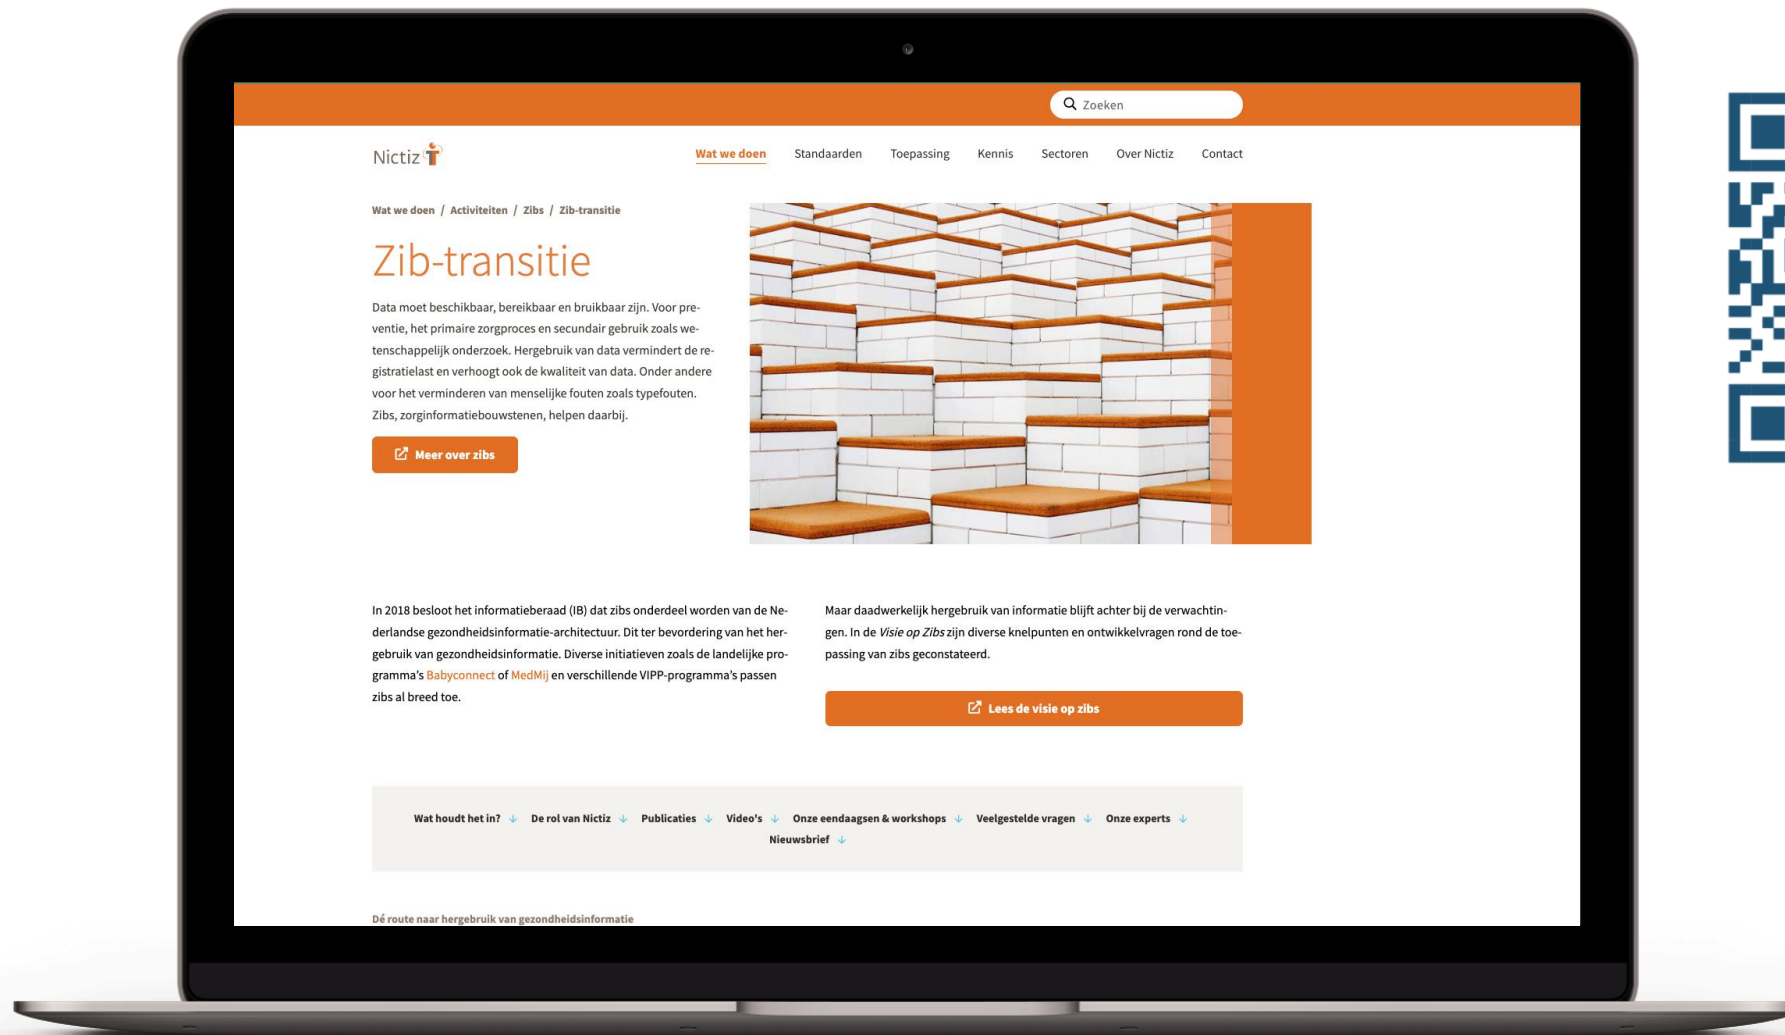 Zoeken
Nictiz
Wat we doen Standaarden Toepassing Kennis Sectoren Over Nictiz Contact
Wat we doen / Activiteiten / Zibs / Zib-transitie
Zib-transitie
Data moet beschikbaar, bereikbaar en bruikbaar zijn. Voor pre-
ventie, het primaire zorgproces en secundair gebruik zoals we-
tenschappelijk onderzoek. Hergebruik van data vermindert de re-
gistratielast en verhoogt ook de kwaliteit van data. Onder andere
voor het verminderen van menselijke fouten zoals typefouten.
Zibs, zorginformatiebouwstenen, helpen daarbij.
Meer over zibs
In 2018 besloot het informatieberaad (IB) dat zibs onderdeel worden van de Ne-
derlandse gezondheidsinformatie-architectuur. Dit ter bevordering van het her-
gebruik van gezondheidsinformatie. Diverse initiatieven zoals de landelijke pro-
gramma's Babyconnect of MedMij en verschillende VIPP-programma's passen
zibs al breed toe.
Maar daadwerkelijk hergebruik van informatie blijft achter bij de verwachtin-
gen. In de Visie op Zibs zijn diverse knelpunten en ontwikkelvragen rond de toe-
passing van zibs geconstateerd.
Lees de visie op zibs
Wat houdt het in? ↓ De rol van Nictiz ↓ Publicaties ↓ Video's ↓ Onze eendaagsen & workshops ↓ Veelgestelde vragen ↓ Onze experts ↓
Nieuwsbrief ↓
Dé route naar hergebruik van gezondheidsinformatie